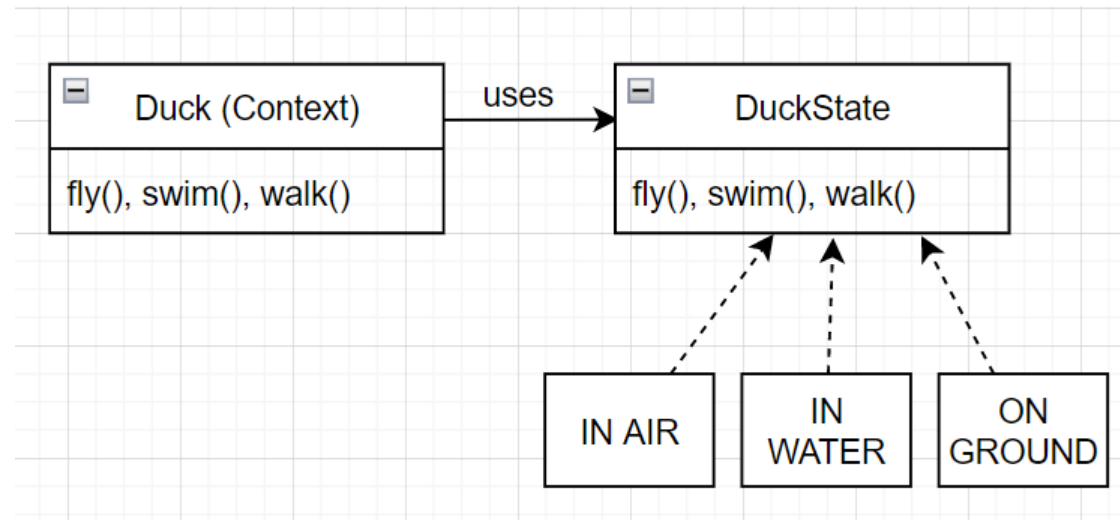 Duck (Context)
uses
DuckState
fly(), swim(), walk()
fly(), swim(), walk()
IN AIR
IN
WATER
ON
GROUND